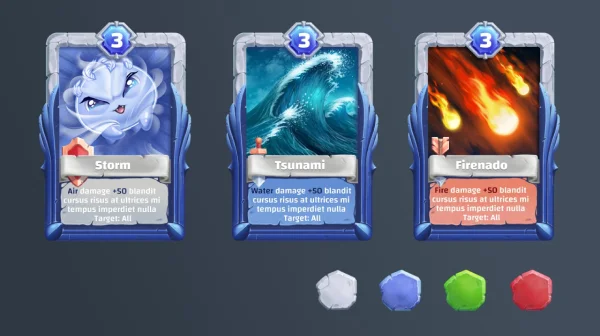 3
Storm
Air damage +50 blandit
cursus risus at ultrices mi
tempus imperdiet nulla
Target: All
3
Tsunami
Water damage +50 blandit
cursus risus at ultrices mi
tempus imperdiet nulla
Target: All
3
Firenado
Fire damage +50 blandit
cursus risus at ultrices mi
tempus imperdiet nulla
Target: All